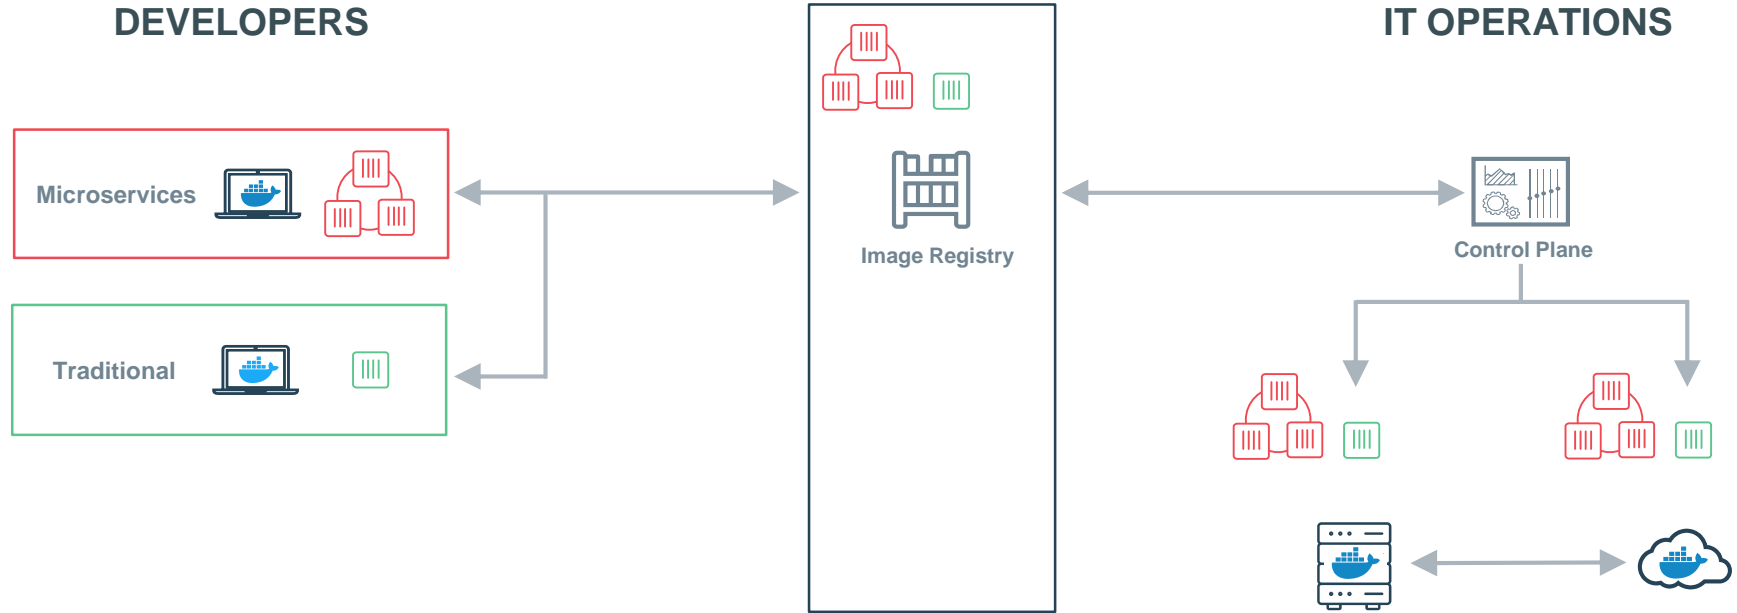 DEVELOPERS
IT OPERATIONS
Microservices
Image Registry
Control Plane
Traditional